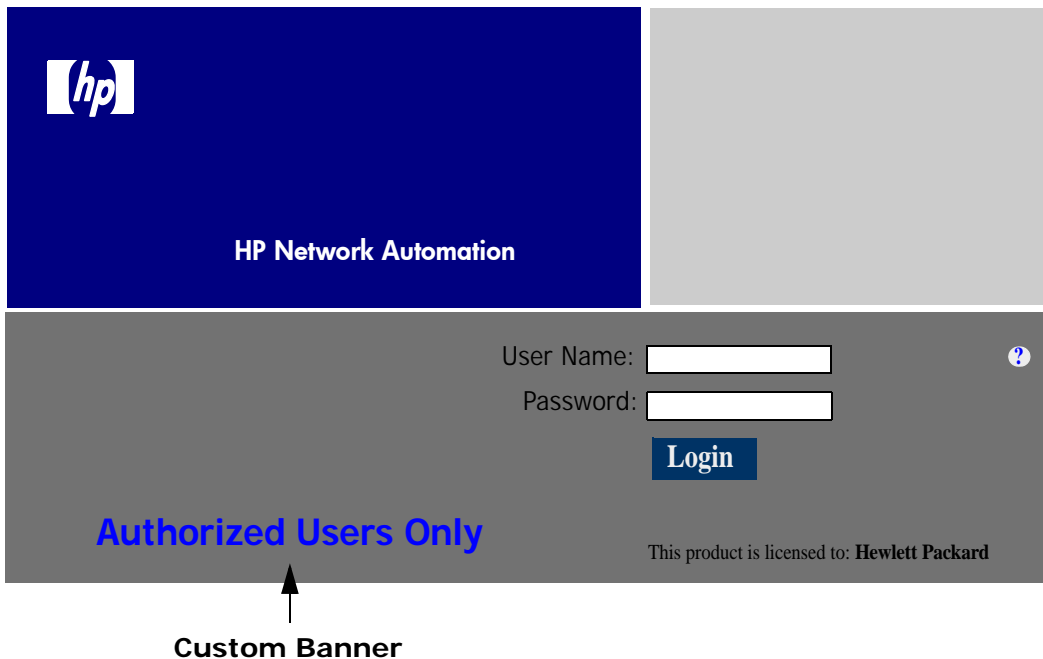 hp
HP Network Automation
User Name:
?
Password:
Login
Authorized Users Only
This product is licensed to: Hewlett Packard
Custom Banner